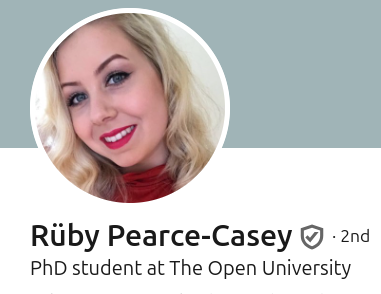 Rüby Pearce-Casey · 2nd
PhD student at The Open University